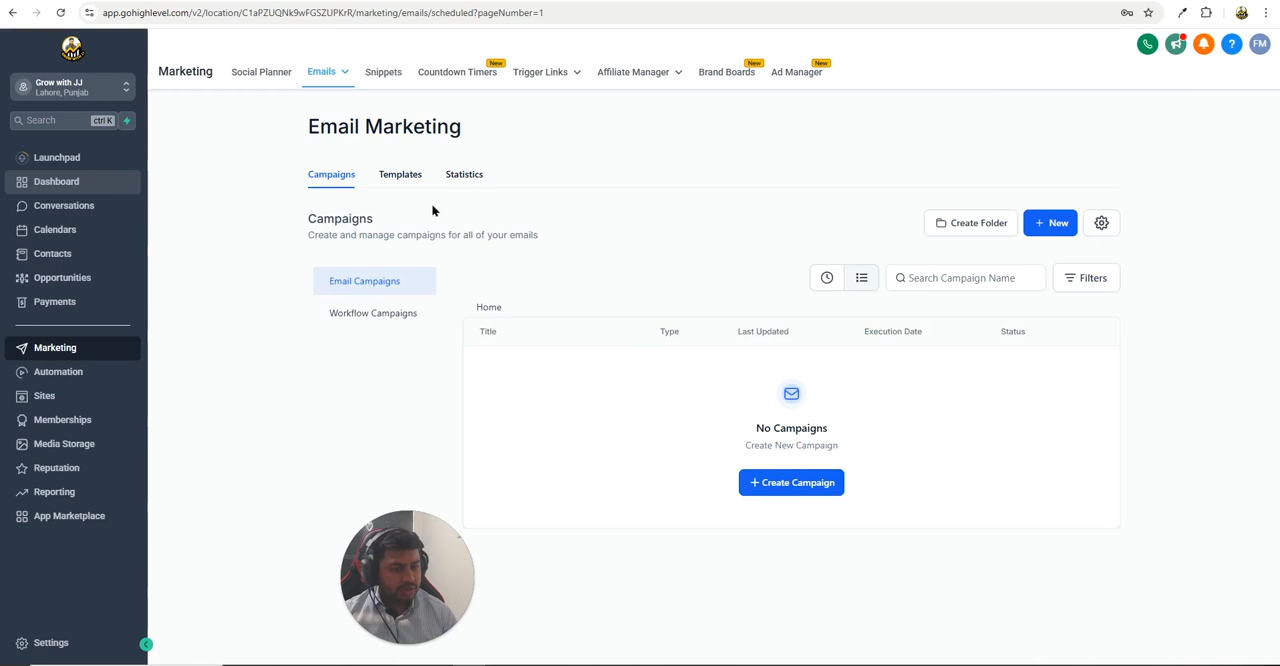 app.gohighlevel.com/v2/location/C1aPZUQNk9wFGSZUPKrR/marketing/emails/scheduled?pageNumber=1
FM
Grow with JJ
Lahore, Punjab
Search
ctrl K
Launchpad
Dashboard
Conversations
Calendars
Contacts
Opportunities
Payments
Marketing
Automation
Sites
Memberships
Media Storage
Reputation
Reporting
App Marketplace
Settings
Marketing
Social Planner
Emails
Snippets
Countdown Timers
New
Trigger Links
Affiliate Manager
Brand Boards
New
Ad Manager
New
Email Marketing
Campaigns
Templates
Statistics
Campaigns
Create and manage campaigns for all of your emails
Create Folder
+ New
Email Campaigns
Workflow Campaigns
Search Campaign Name
Filters
Home
Title
Type
Last Updated
Execution Date
Status
No Campaigns
Create New Campaign
+ Create Campaign